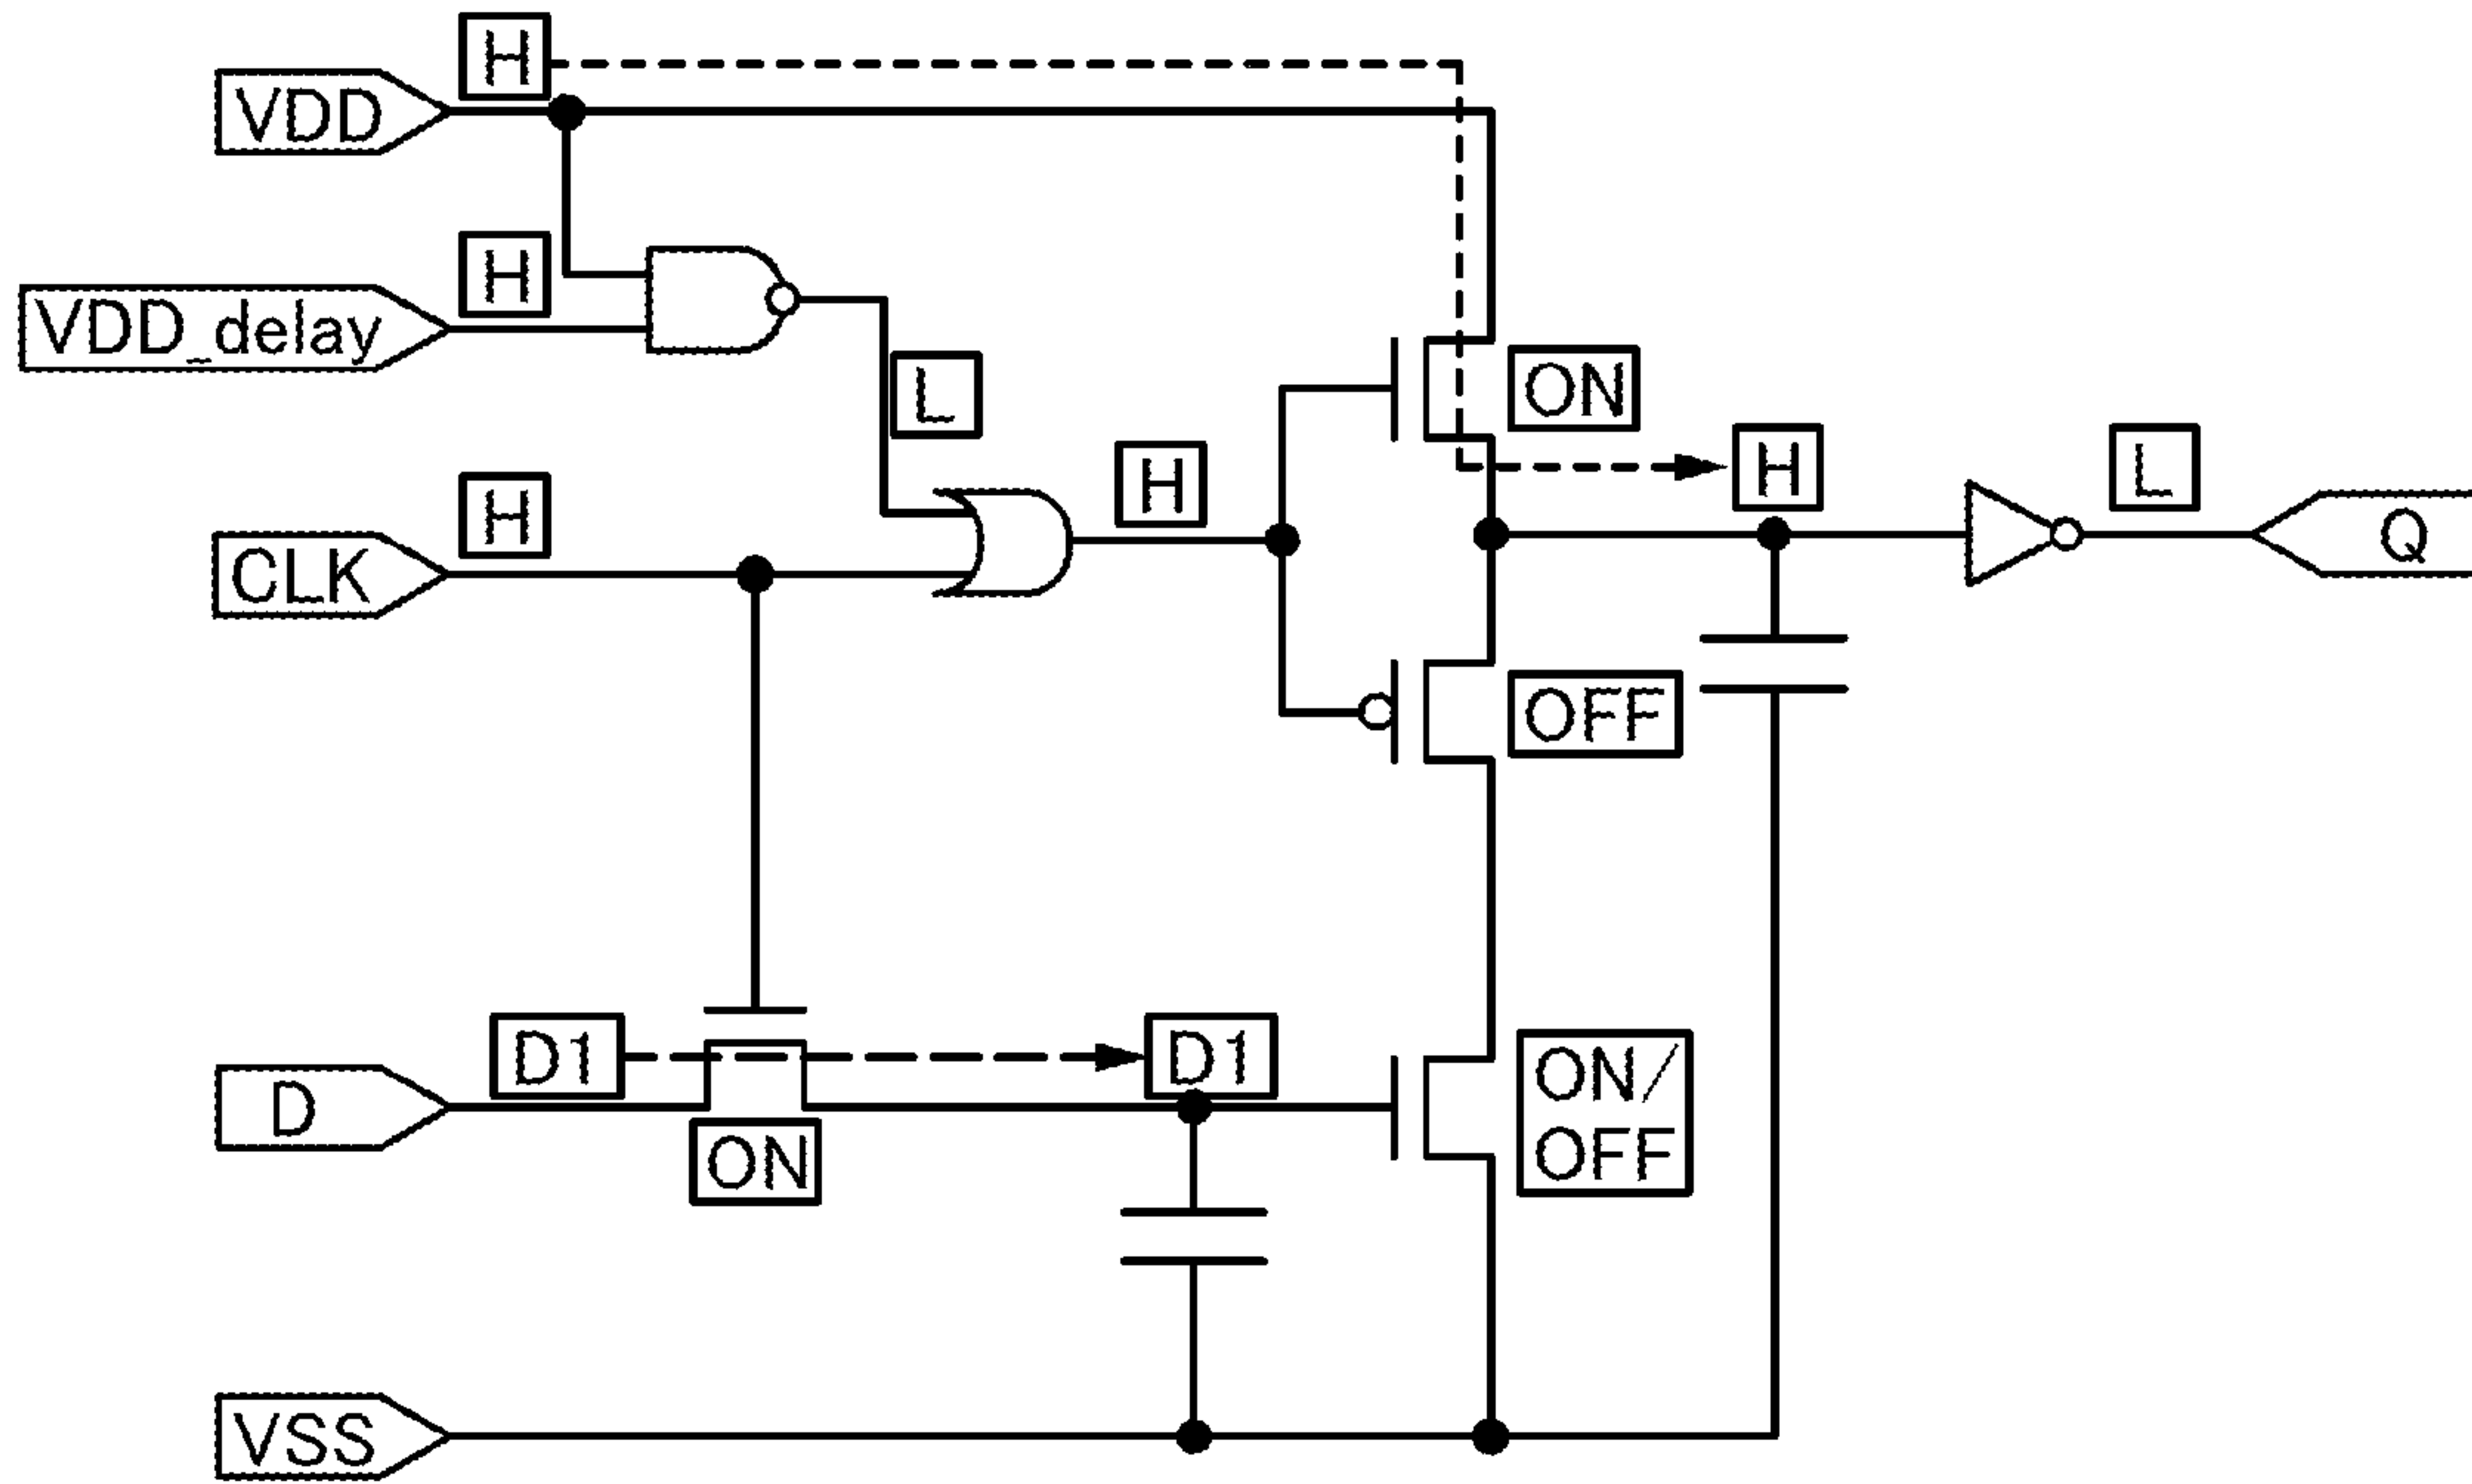 H
VDD
H
VDD_delay
L
ON
H
H
L
H
CLK
Q
OFF
D1
D1
D
ON
ON/
OFF
VSS